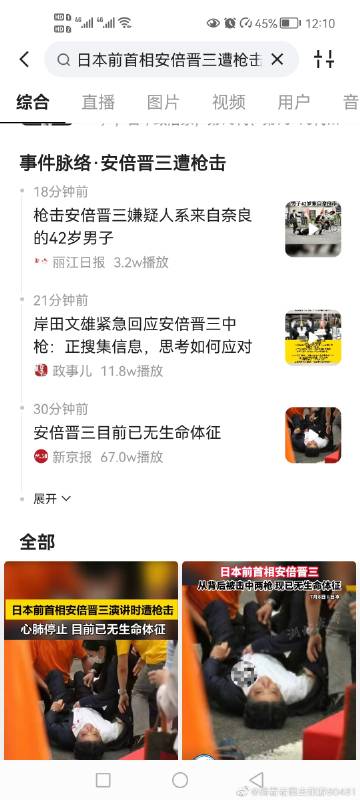 45%
12:10
日本前首相安倍晋三遭枪击
综合 直播 图片 视频 用户 音
事件脉络·安倍晋三遭枪击
18分钟前
枪击安倍晋三嫌疑人系来自奈良
的42岁男子
丽江日报 3.2w播放
21分钟前
岸田文雄紧急回应安倍晋三中
枪：正搜集信息，思考如何应对
政事儿 11.8w播放
30分钟前
安倍晋三目前已无生命体征
新京报 67.0w播放
展开
全部
日本前首相安倍晋三演讲时遭枪击
心肺停止 目前已无生命体征
日本前首相安倍晋三
从背后被击中两枪 现已无生命体征